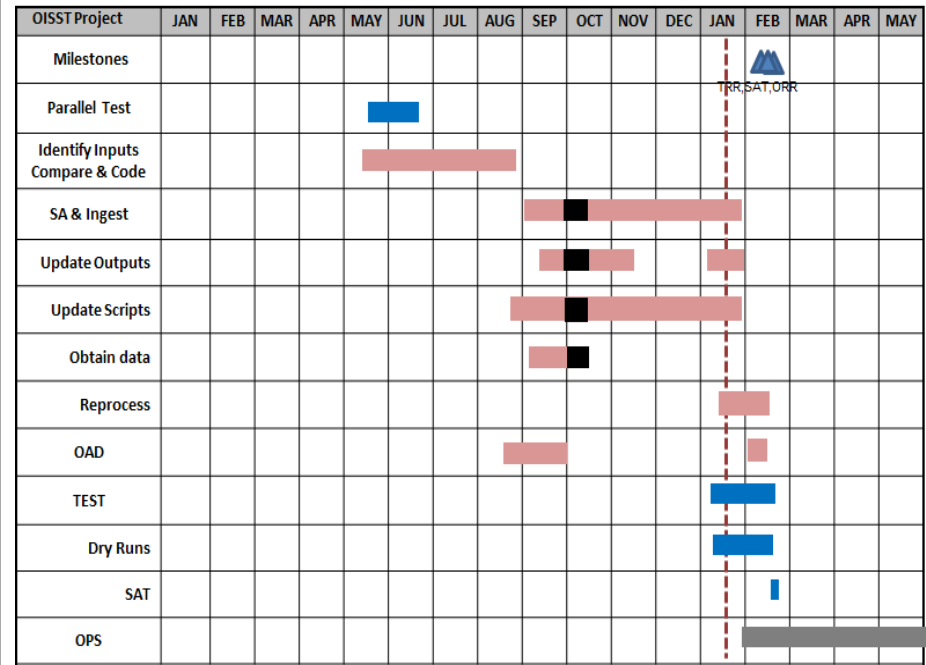 OISST Project JAN FEB MAR APR MAY JUN JUL AUG SEP OCT NOV DEC JAN FEB MAR APR MAY
Milestones
TRR,SAT,ORR
Parallel Test
Identify Inputs
Compare & Code
SA & Ingest
Update Outputs
Update Scripts
Obtain data
Reprocess
OAD
TEST
Dry Runs
SAT
OPS